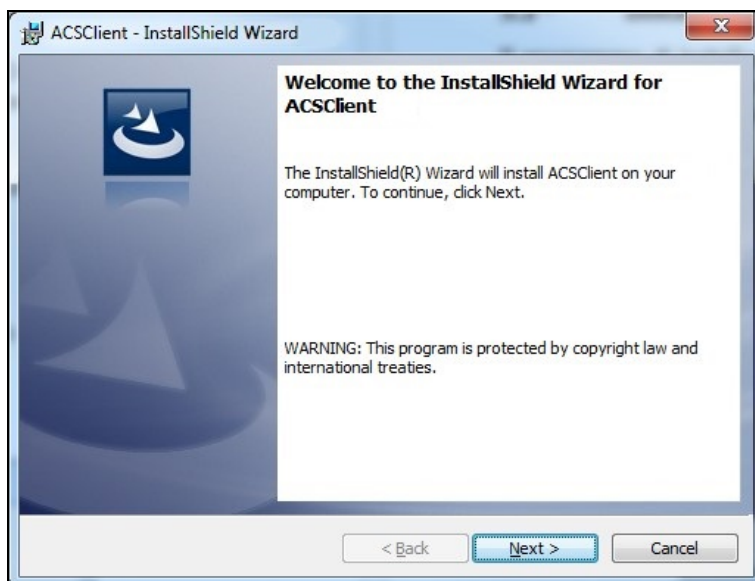 ACSClient - InstallShield Wizard
Welcome to the InstallShield Wizard for
ACSClient
The InstallShield(R) Wizard will install ACSClient on your
computer. To continue, click Next.
WARNING: This program is protected by copyright law and
international treaties.
< Back
Next >
Cancel